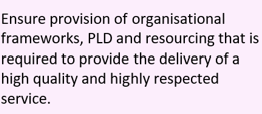 Ensure provision of organisational
frameworks, PLD and resourcing that is
required to provide the delivery of a
high quality and highly respected
service.